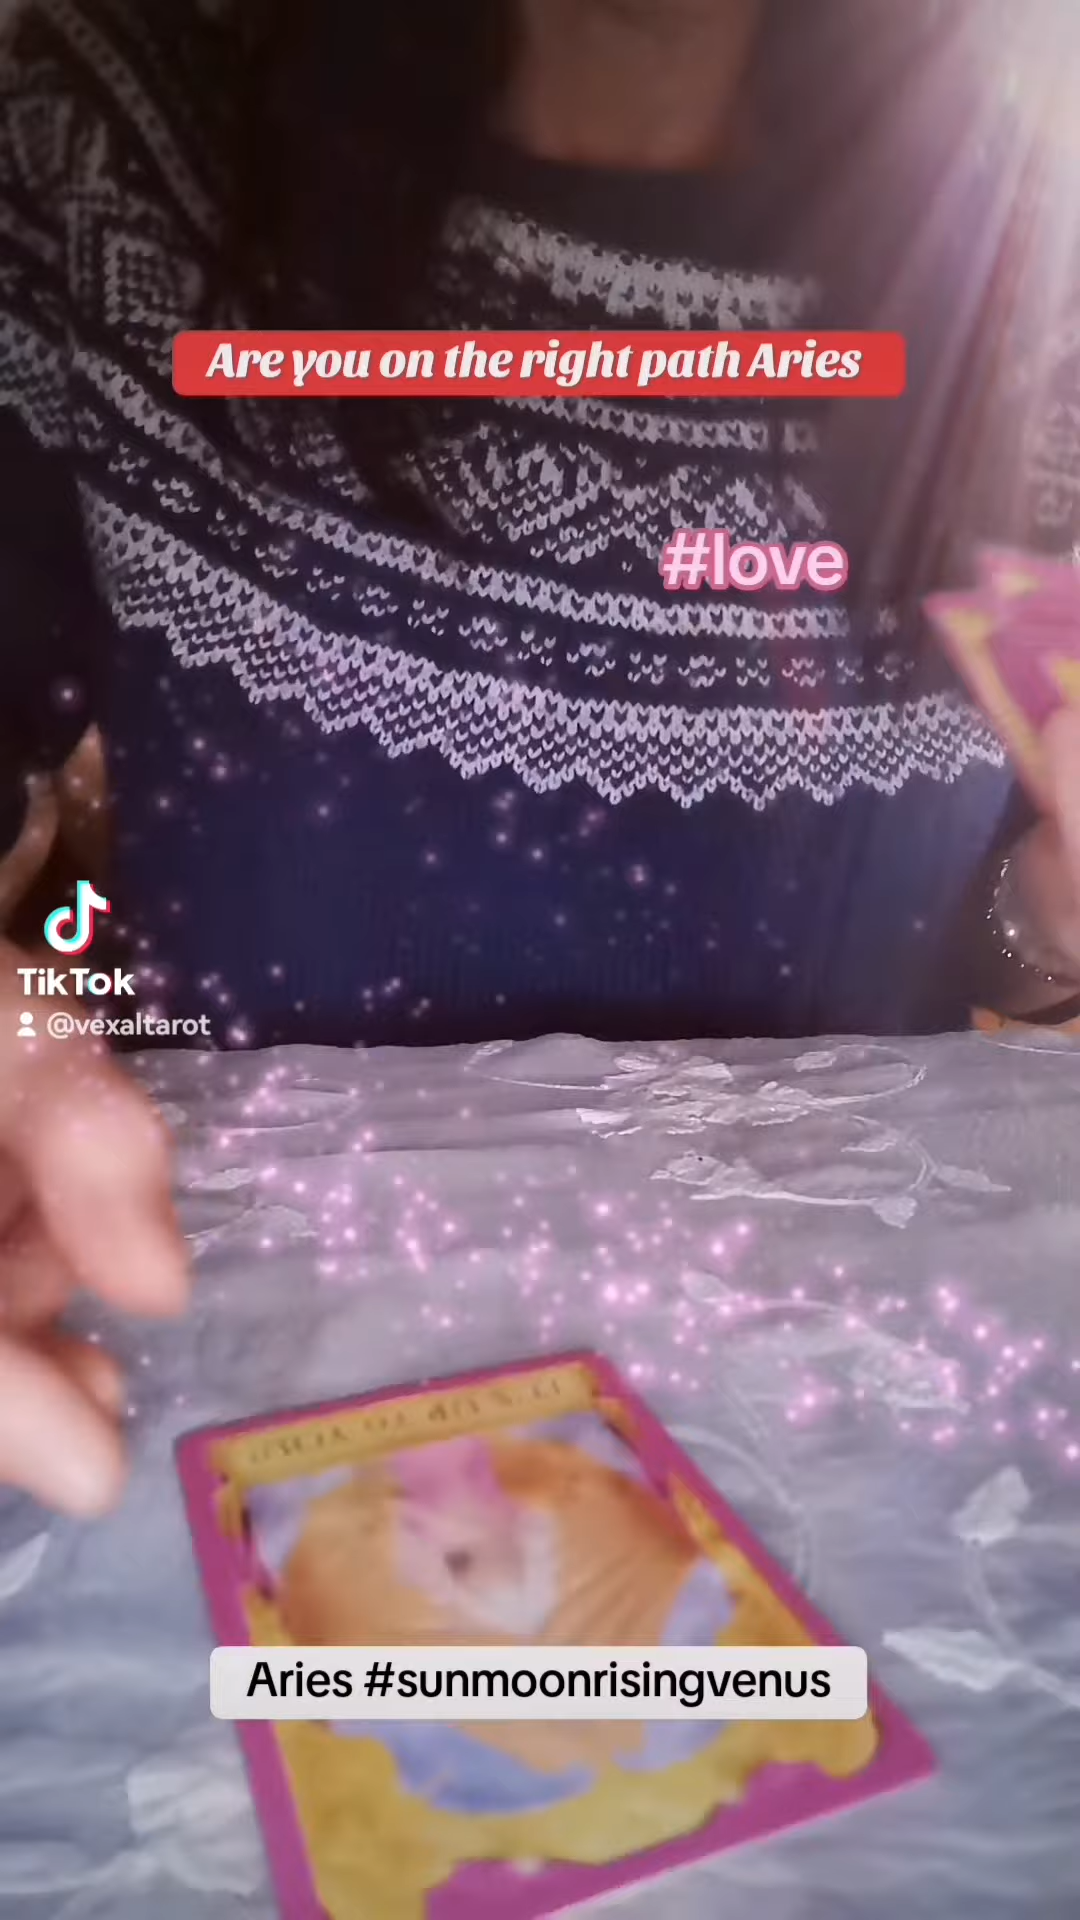 Are you on the right path Aries
#love
TikTok
@vexaltarot
Aries #sunmoonrisingvenus